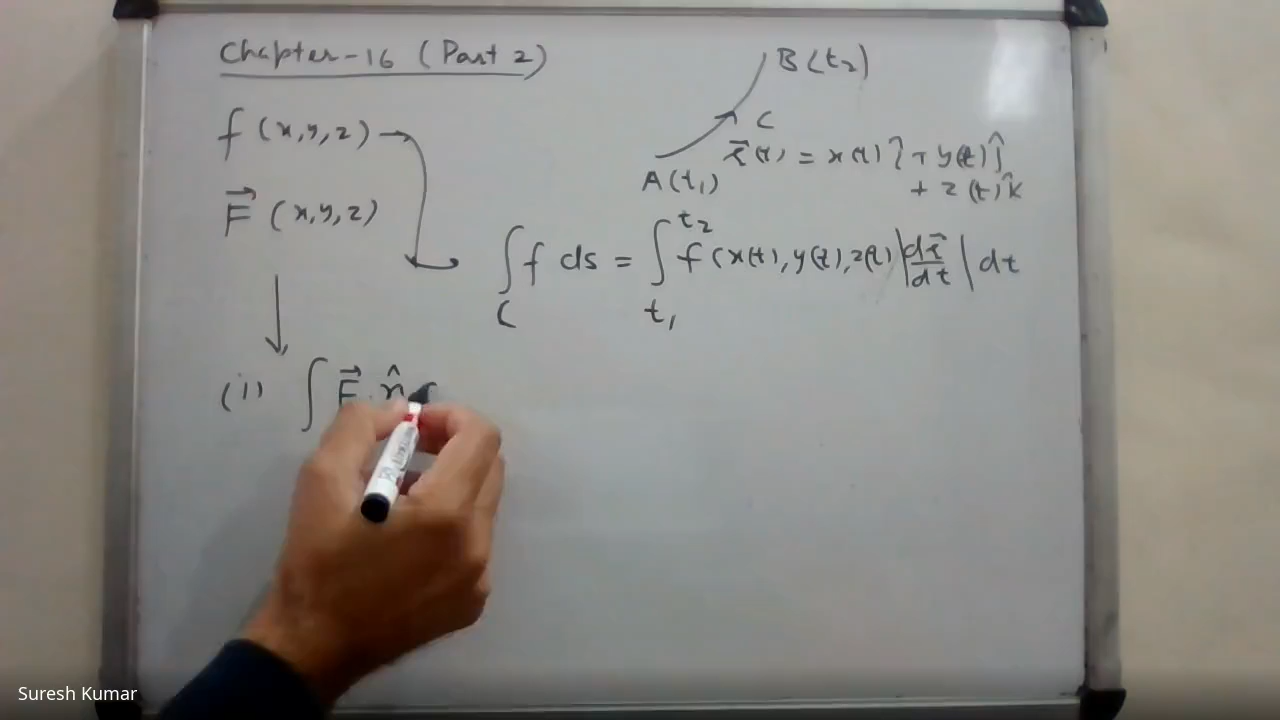 Chapter-16 (Part 2)
B(t₂)
f(x,y,z)
C
r⃗(t) = x(t)î + y(t)ĵ
+ z(t)k̂
A(t₁)
F⃗(x,y,z)
∫_C f ds = ∫_{t₁}^{t₂} f(x(t),y(t),z(t) |dr⃗/dt| dt
(i) ∫ F⃗ . n̂
Suresh Kumar